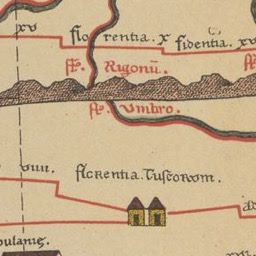 XV
florentia. X fidentia. XV
fl. Rigonū.
fl. Vmbro.
VIIII. florentia. Tuscorum.